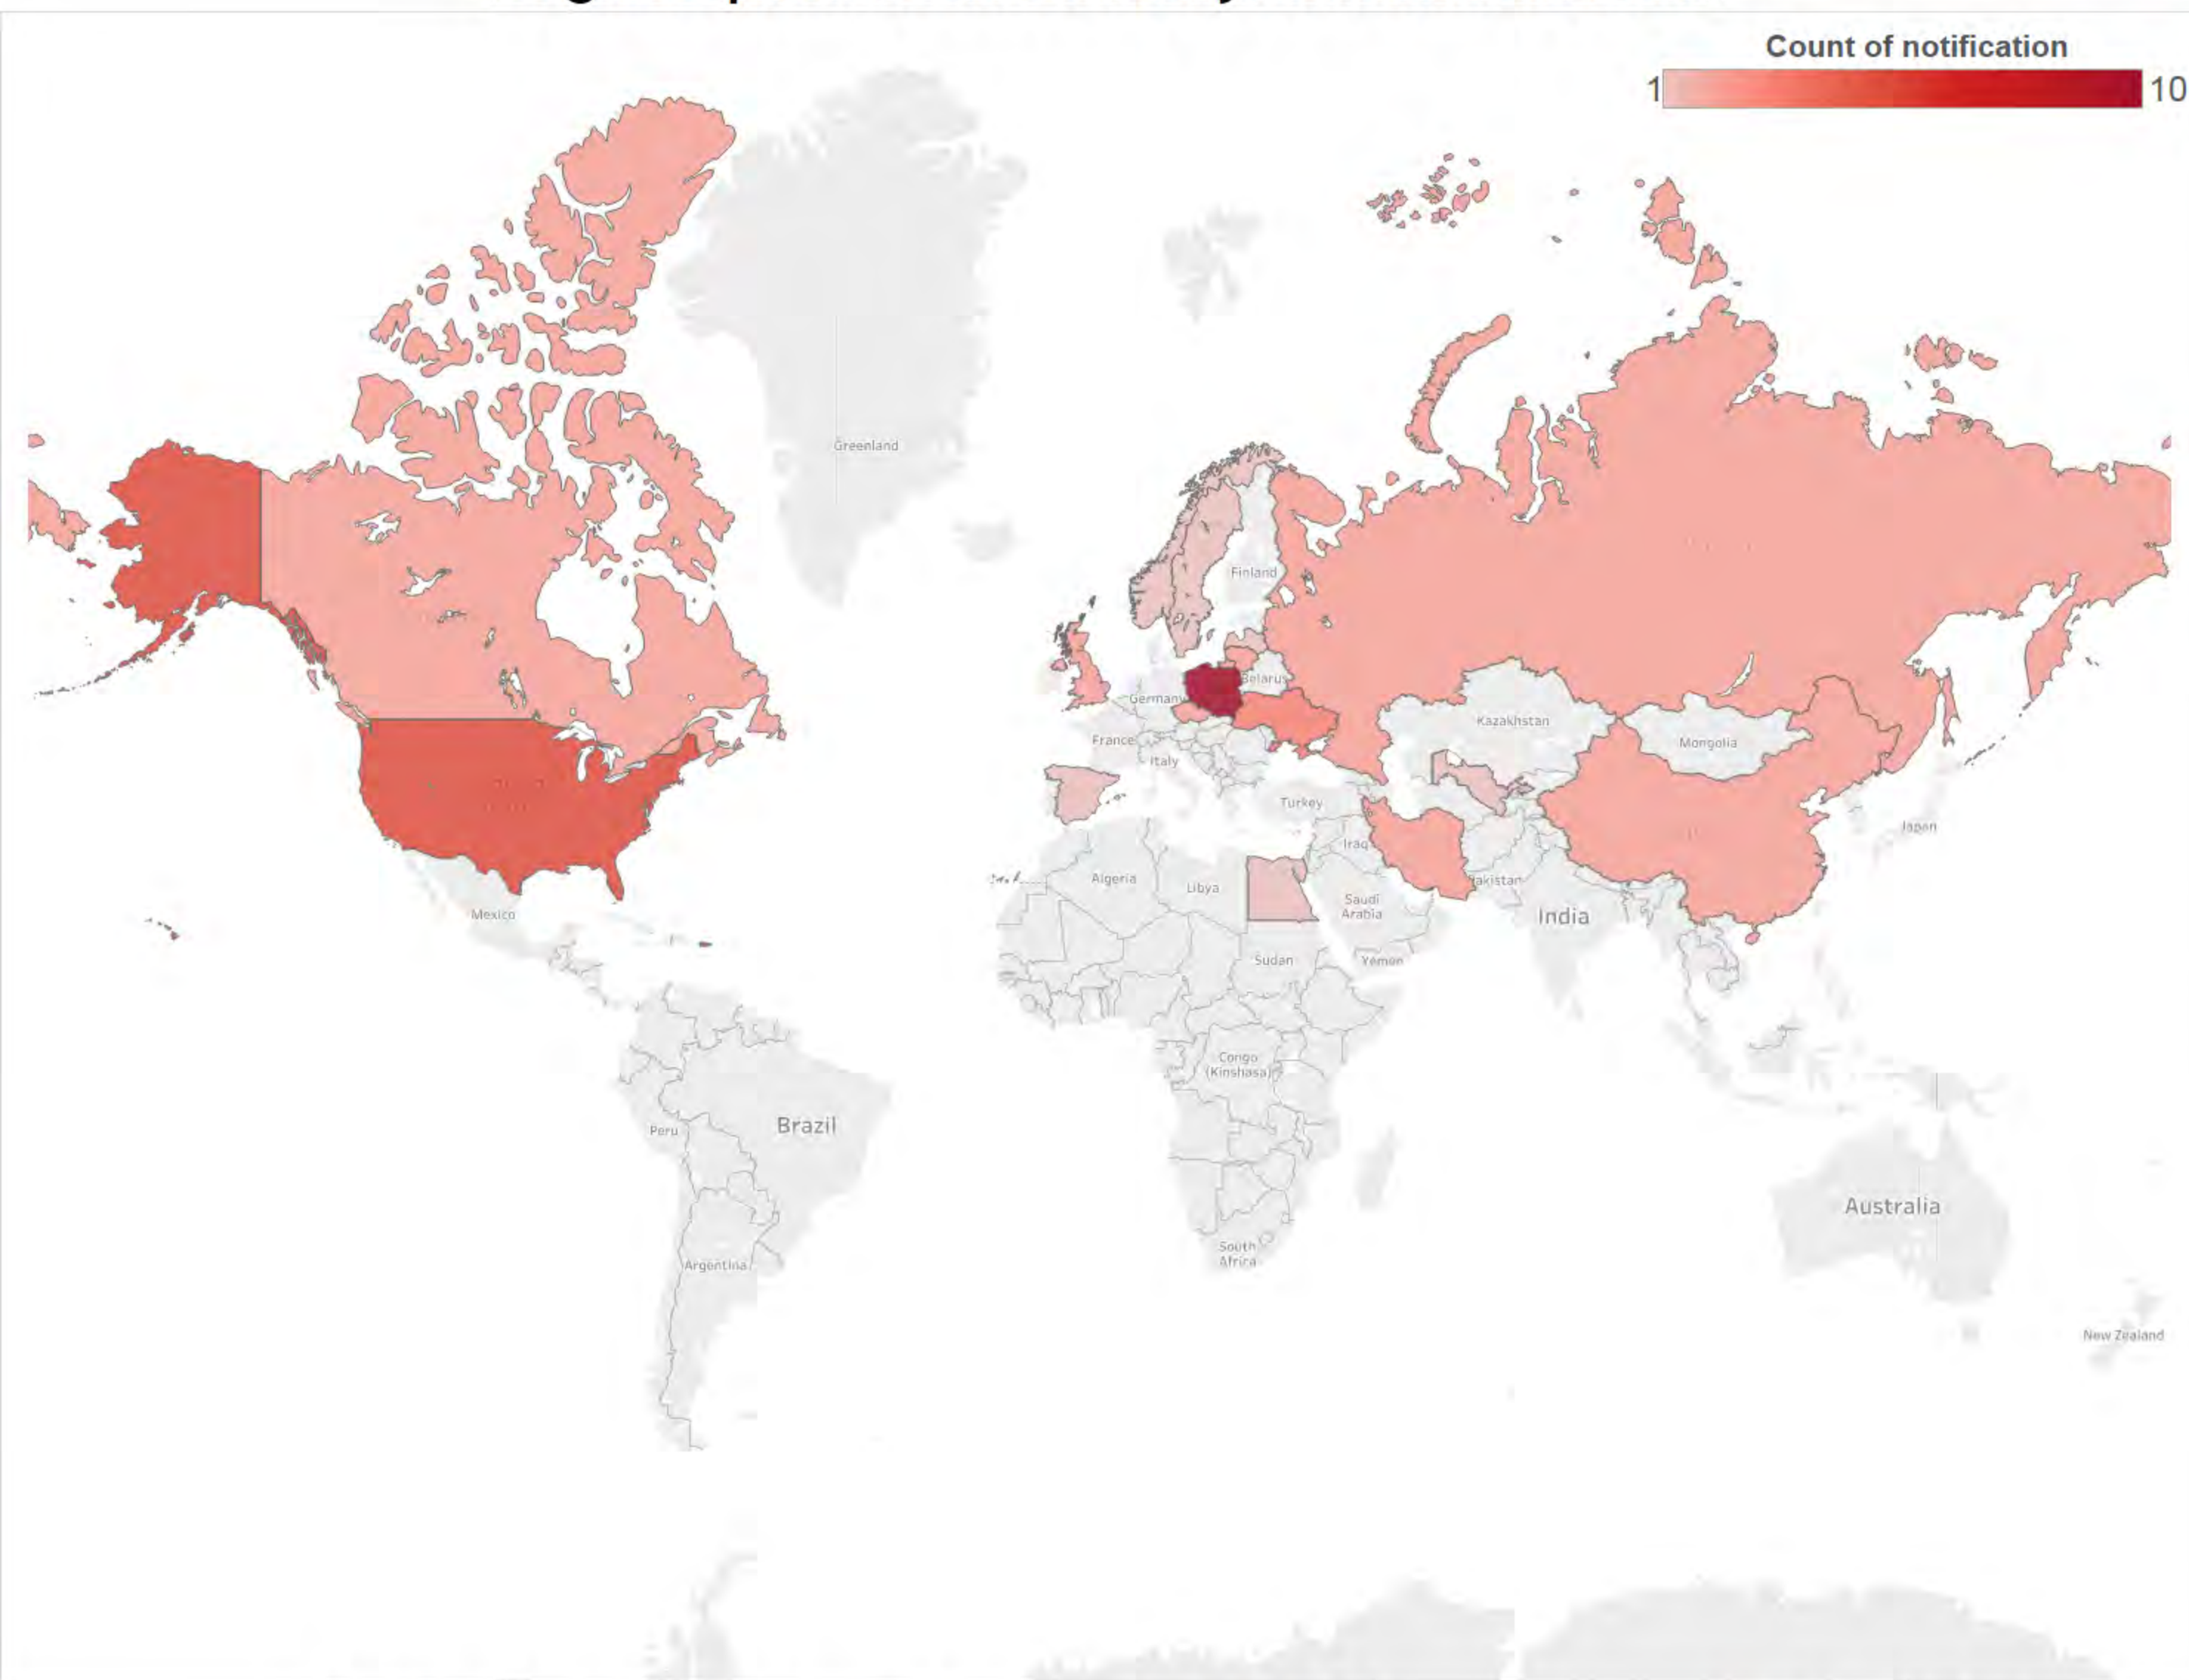 Count of notification
1
10
Greenland
Finland
Belarus
Germany
Kazakhstan
France
Mongolia
Italy
Turkey
Japan
Iraq
Algeria
Libya
Pakistan
Saudi
Arabia
India
Mexico
Sudan
Yemen
Congo
(Kinshasa)
Brazil
Peru
Australia
South
Africa
Argentina
New Zealand